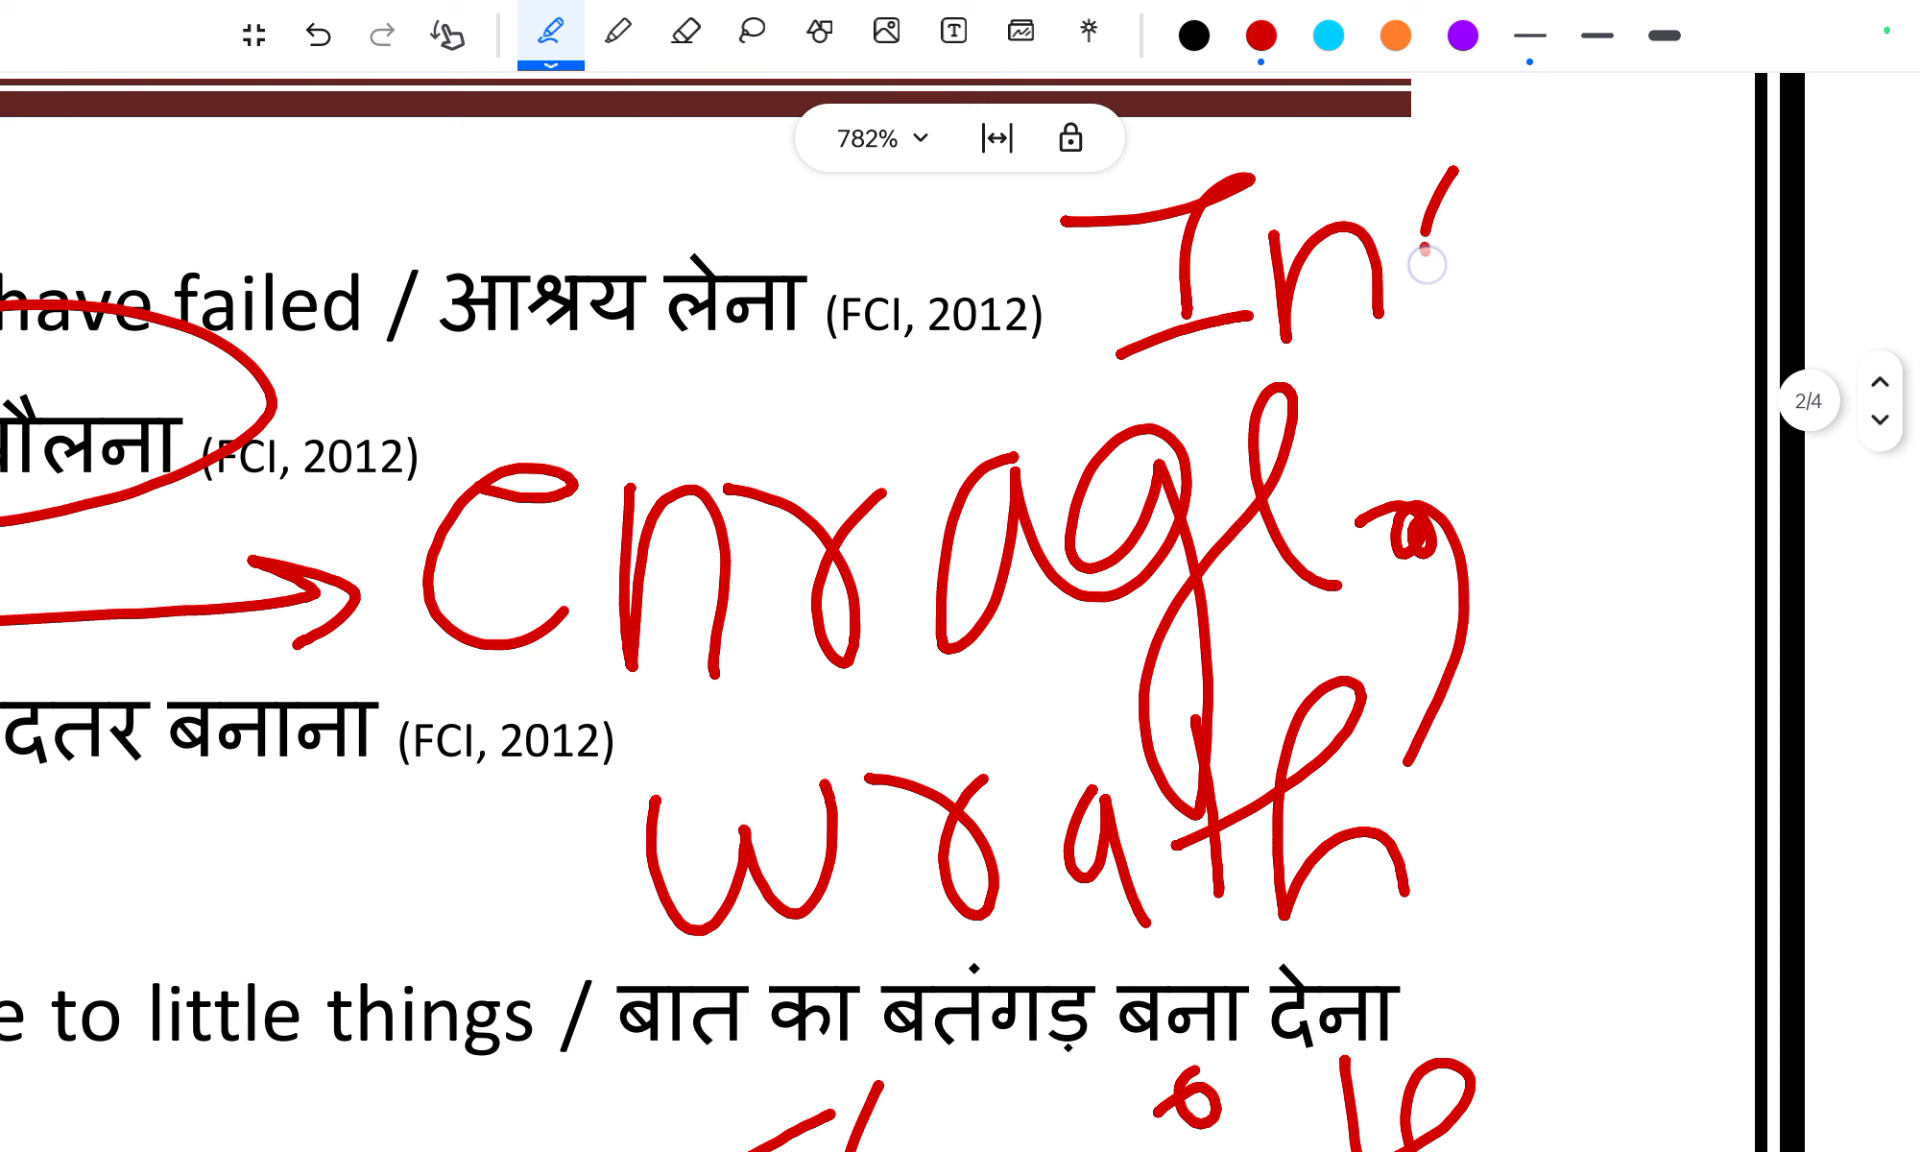 782%
In
have failed / आश्रय लेना (FCI, 2012)
खौलना (FCI, 2012)
enrage,
2/4
दतर बनाना (FCI, 2012)
wrath
e to little things / बात का बतंगड़ बना देना